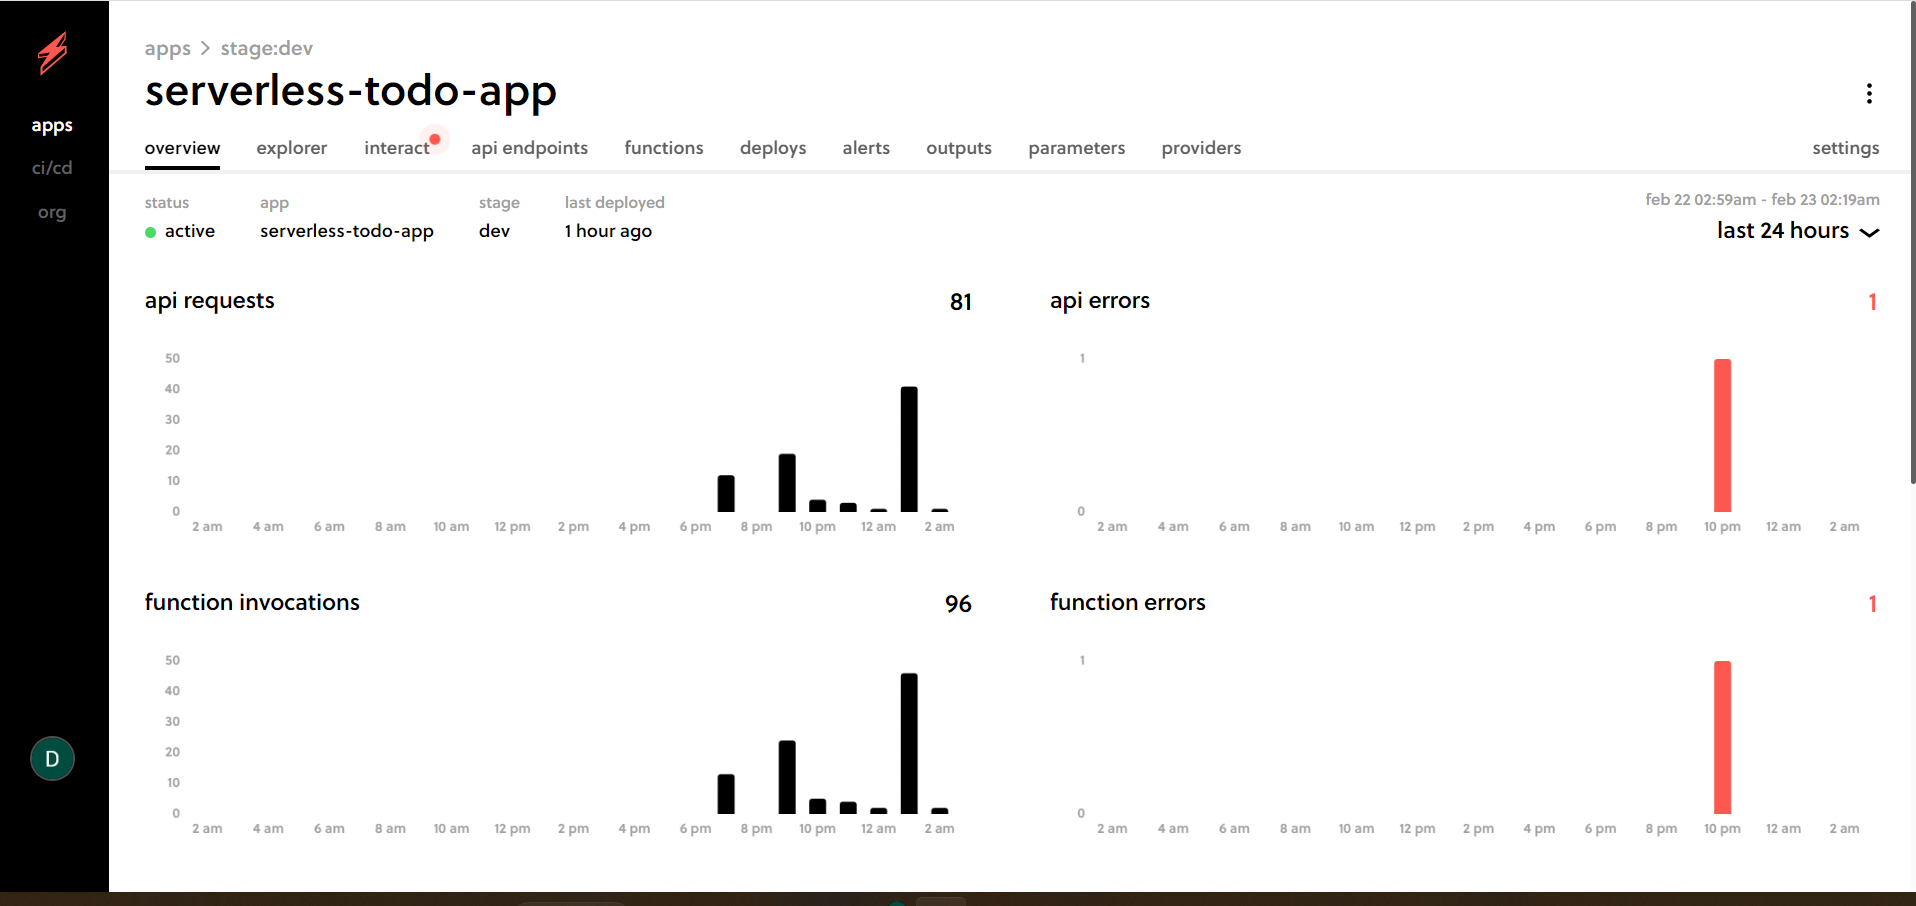 apps > stage:dev
serverless-todo-app
apps
ci/cd
org
D
overview explorer interact api endpoints functions deploys alerts outputs parameters providers settings
status app stage last deployed
active serverless-todo-app dev 1 hour ago
feb 22 02:59am - feb 23 02:19am
last 24 hours
api requests 81
50
40
30
20
10
0
2 am 4 am 6 am 8 am 10 am 12 pm 2 pm 4 pm 6 pm 8 pm 10 pm 12 am 2 am
api errors 1
1
0
2 am 4 am 6 am 8 am 10 am 12 pm 2 pm 4 pm 6 pm 8 pm 10 pm 12 am 2 am
function invocations 96
50
40
30
20
10
0
2 am 4 am 6 am 8 am 10 am 12 pm 2 pm 4 pm 6 pm 8 pm 10 pm 12 am 2 am
function errors 1
1
0
2 am 4 am 6 am 8 am 10 am 12 pm 2 pm 4 pm 6 pm 8 pm 10 pm 12 am 2 am